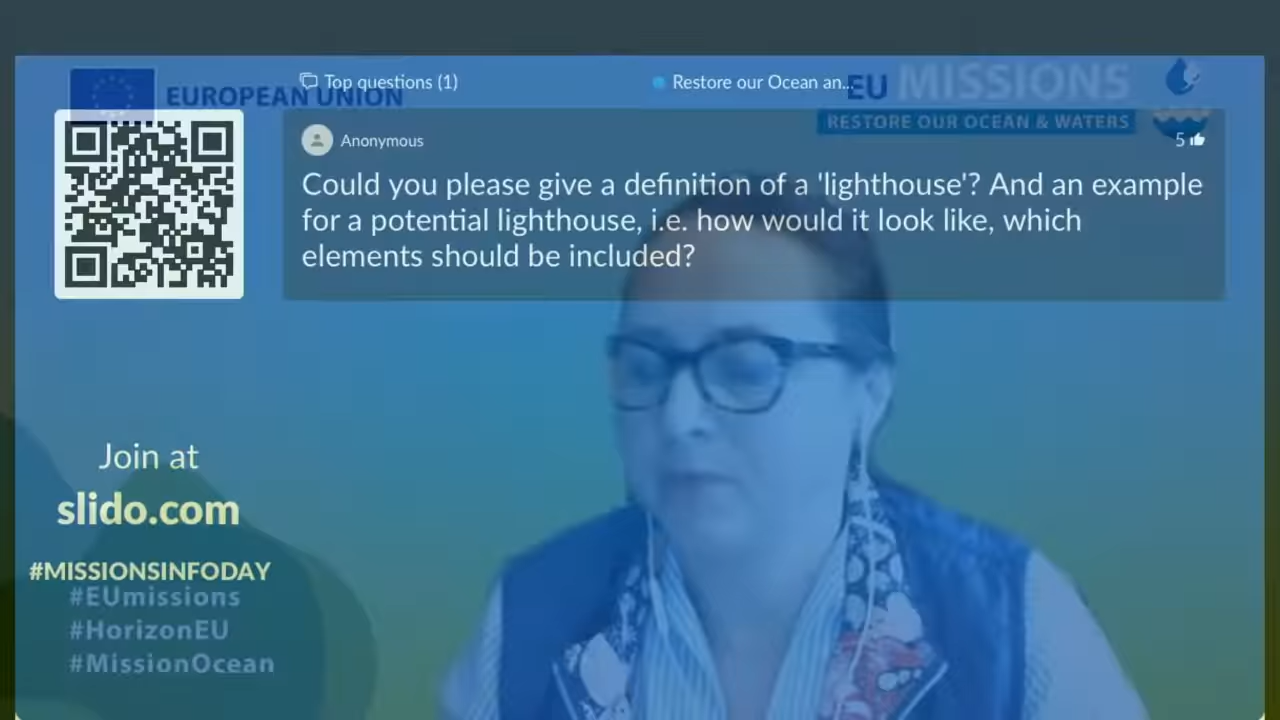 Top questions (1)
Restore our Ocean an...
EUROPEAN UNION
EU MISSIONS
RESTORE OUR OCEAN & WATERS
Anonymous
5
Could you please give a definition of a 'lighthouse'? And an example
for a potential lighthouse, i.e. how would it look like, which
elements should be included?
Join at
slido.com
#MISSIONSINFODAY
#EUmissions
#HorizonEU
#MissionOcean